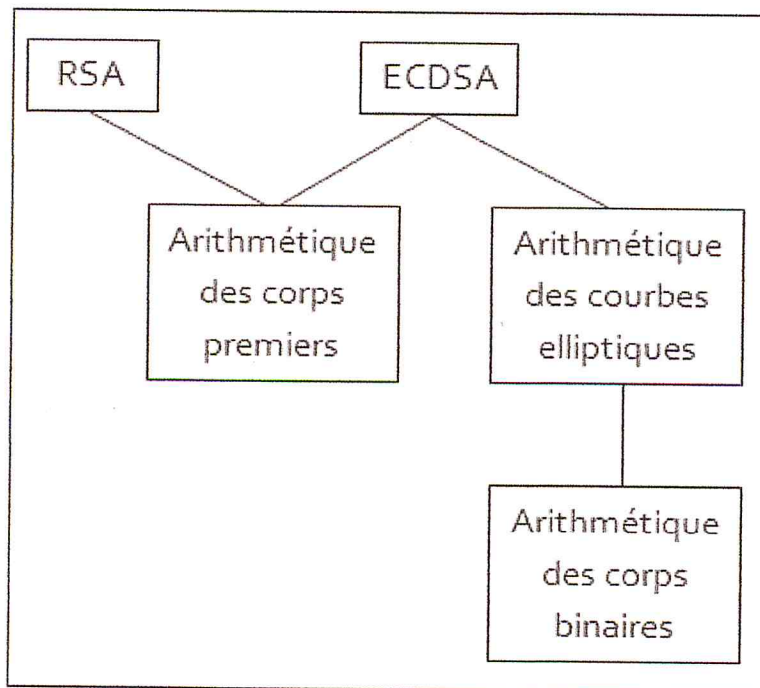 RSA
ECDSA
Arithmétique
des corps
premiers
Arithmétique
des courbes
elliptiques
Arithmétique
des corps
binaires